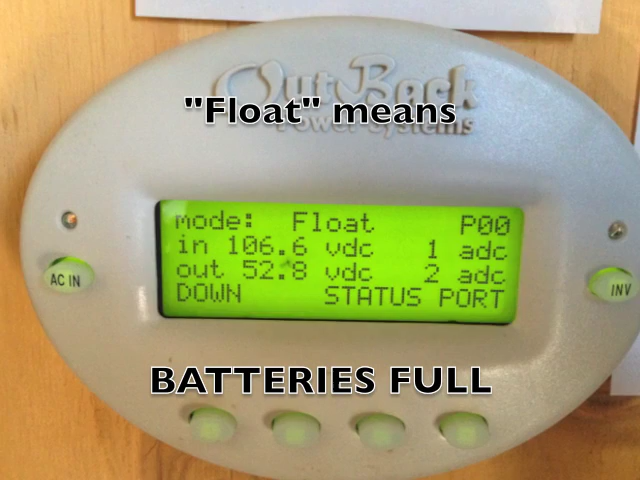 OutBack
Power Systems
"Float" means
mode: Float P00
in 106.6 vdc 1 adc
out 52.8 vdc 2 adc
DOWN STATUS PORT
AC IN
INV
BATTERIES FULL